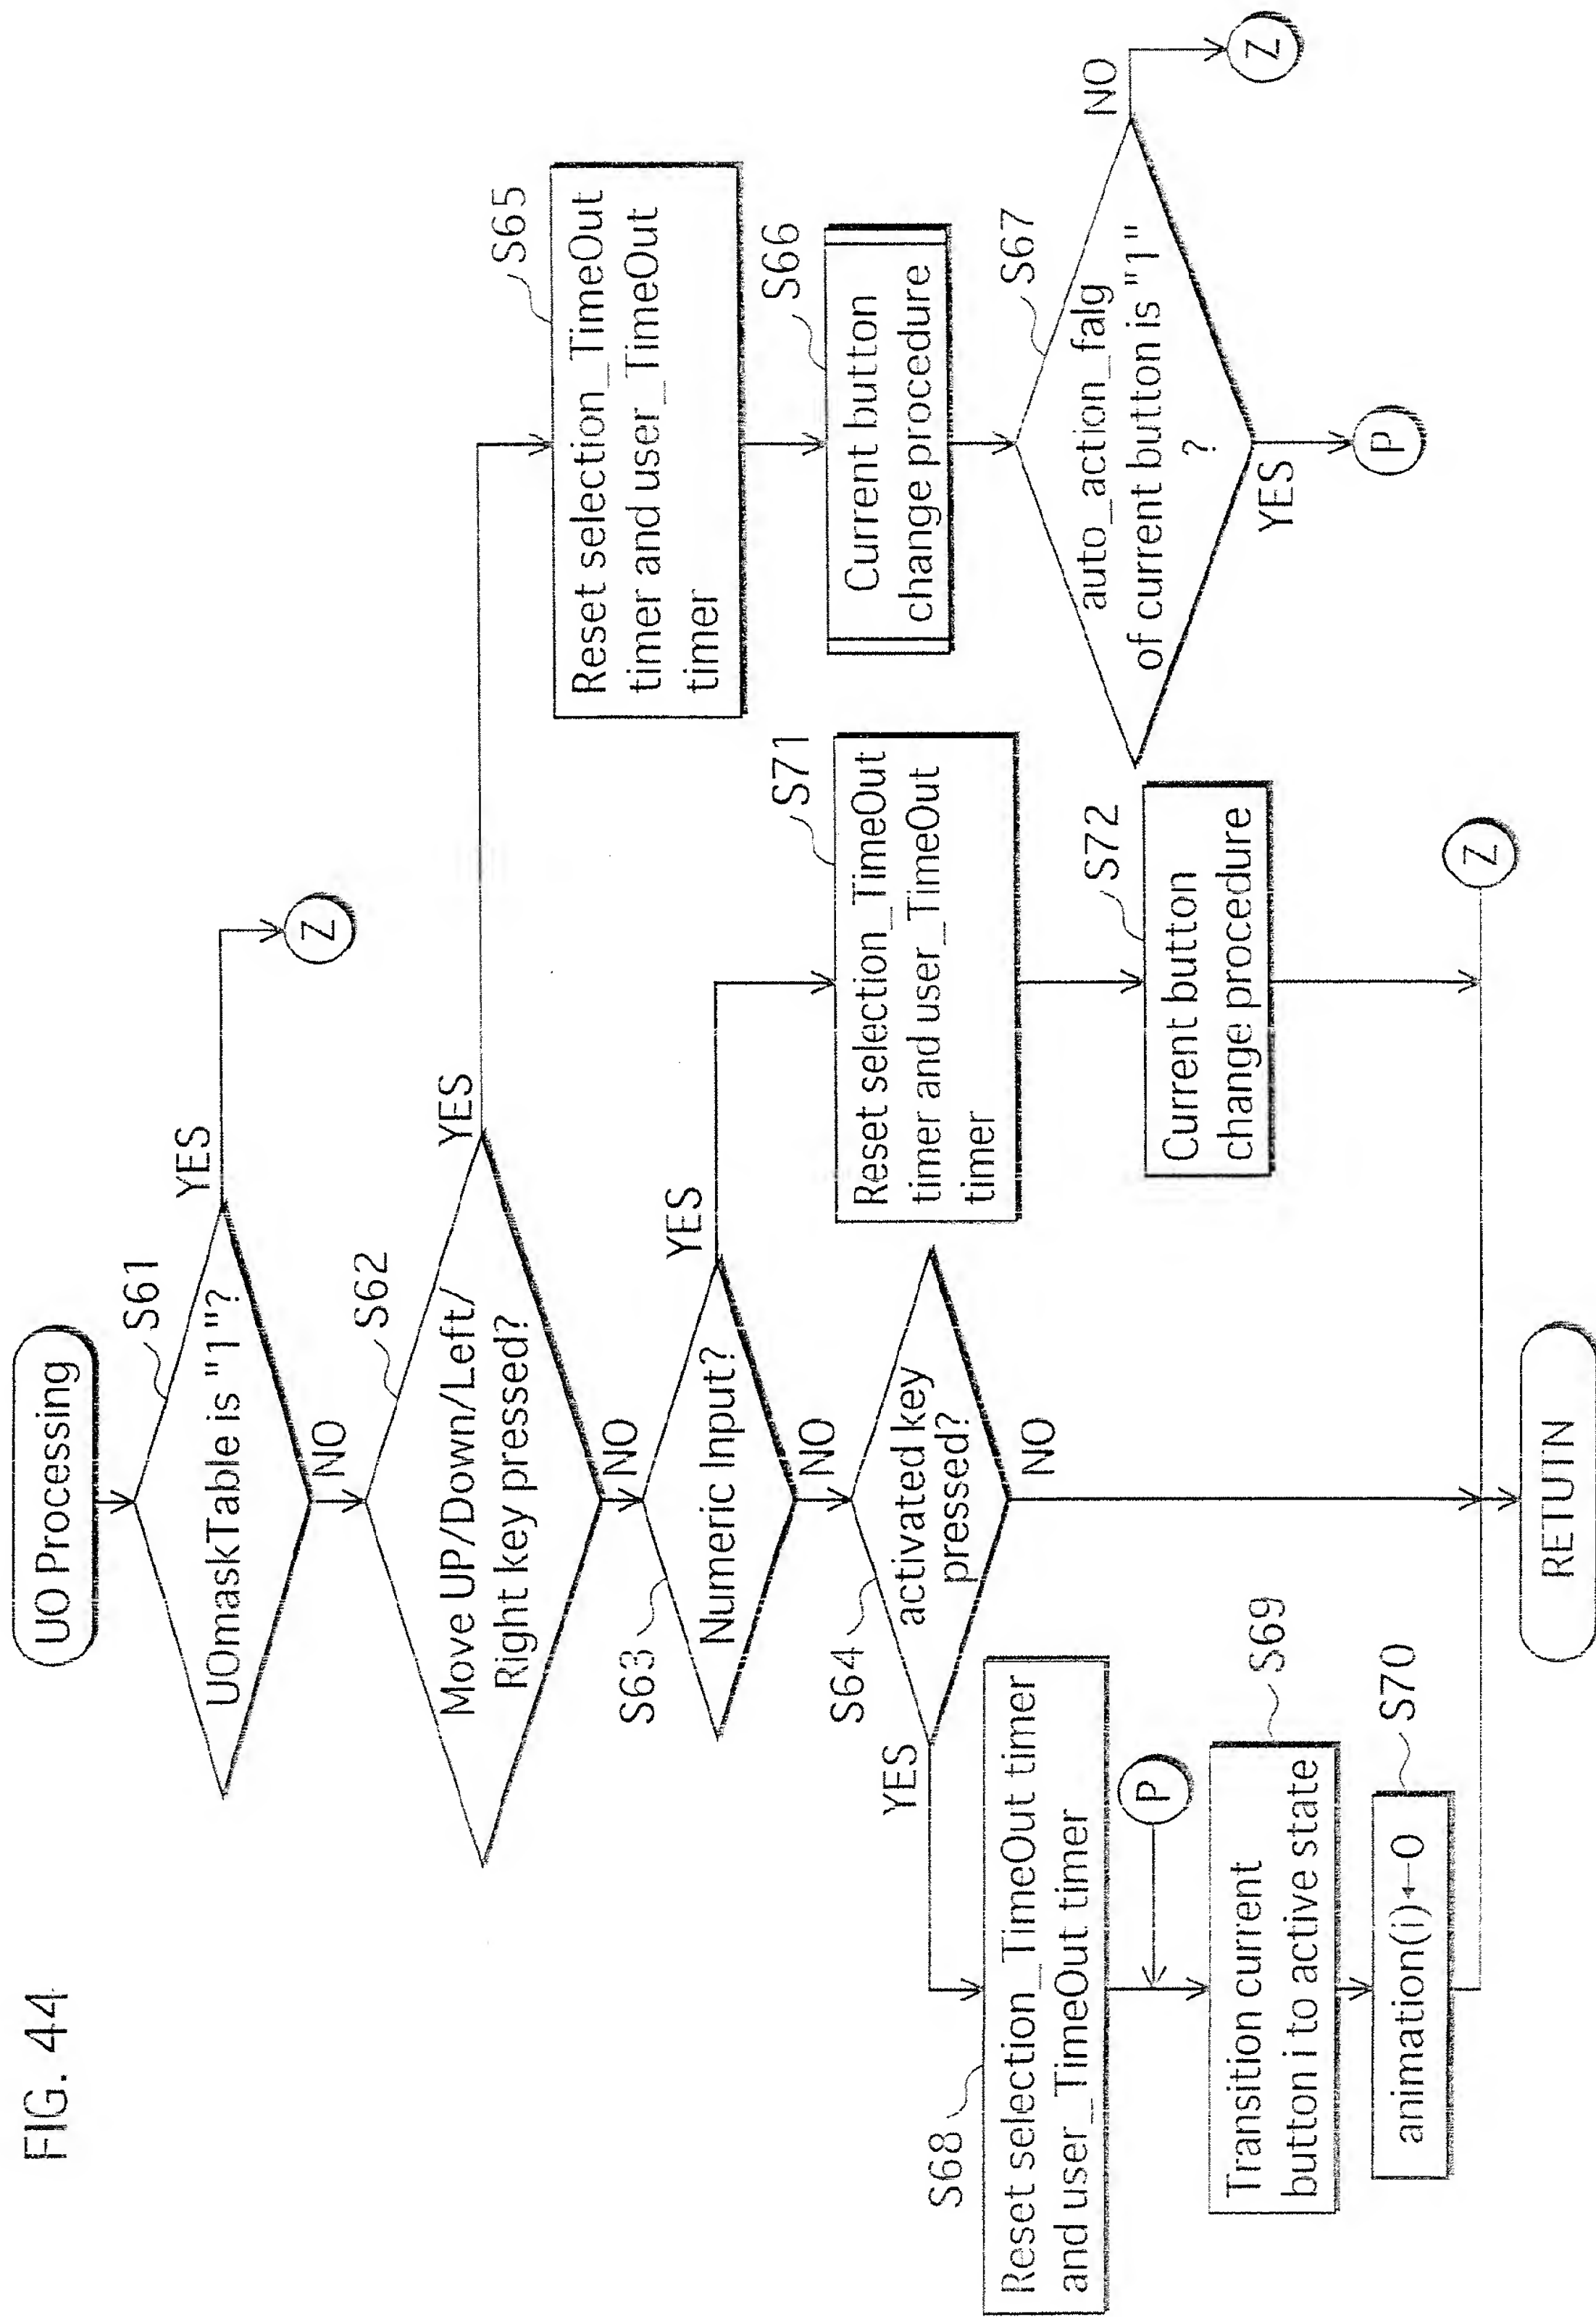 FIG. 44
UO Processing
S61
UOmaskTable is "1"?
YES
Z
NO
S62
Move UP/Down/Left/
Right key pressed?
YES
NO
S63
Numeric Input?
YES
NO
S64
activated key
pressed?
YES
NO
S65
Reset selection_TimeOut
timer and user_TimeOut
timer
S66
Current button
change procedure
S67
auto_action_falg
of current button is "1"
?
NO
Z
YES
P
S71
Reset selection_TimeOut
timer and user_TimeOut
timer
S72
Current button
change procedure
Z
S68
Reset selection_TimeOut timer
and user_TimeOut timer
P
S69
Transition current
button i to active state
S70
animation(i)←0
RETUTN